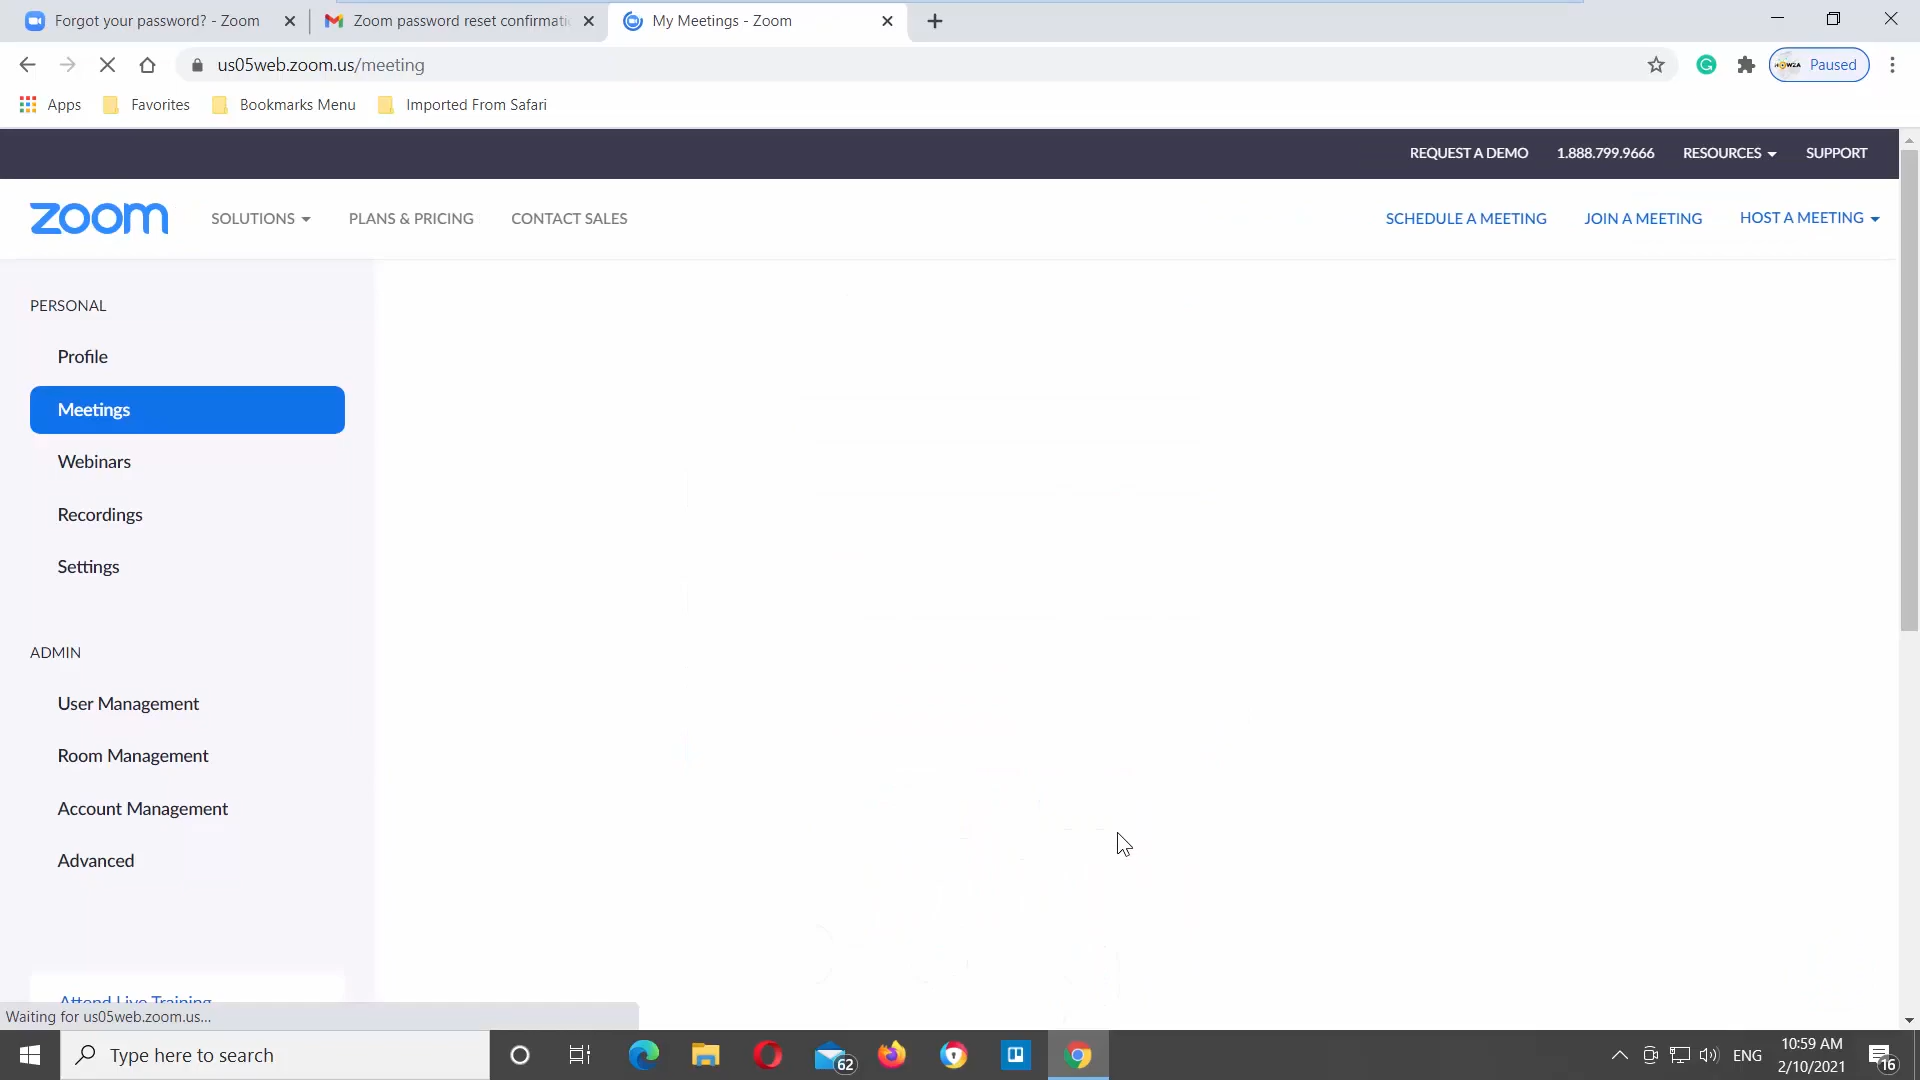 Forgot your password? - Zoom
Zoom password reset confirmati
My Meetings - Zoom
us05web.zoom.us/meeting
Paused
Apps
Favorites
Bookmarks Menu
Imported From Safari
REQUEST A DEMO
1.888.799.9666
RESOURCES
SUPPORT
zoom
SOLUTIONS
PLANS & PRICING
CONTACT SALES
SCHEDULE A MEETING
JOIN A MEETING
HOST A MEETING
PERSONAL
Profile
Meetings
Webinars
Recordings
Settings
ADMIN
User Management
Room Management
Account Management
Advanced
Attend Live Training
Waiting for us05web.zoom.us...
Type here to search
62
ENG
10:59 AM
2/10/2021
16